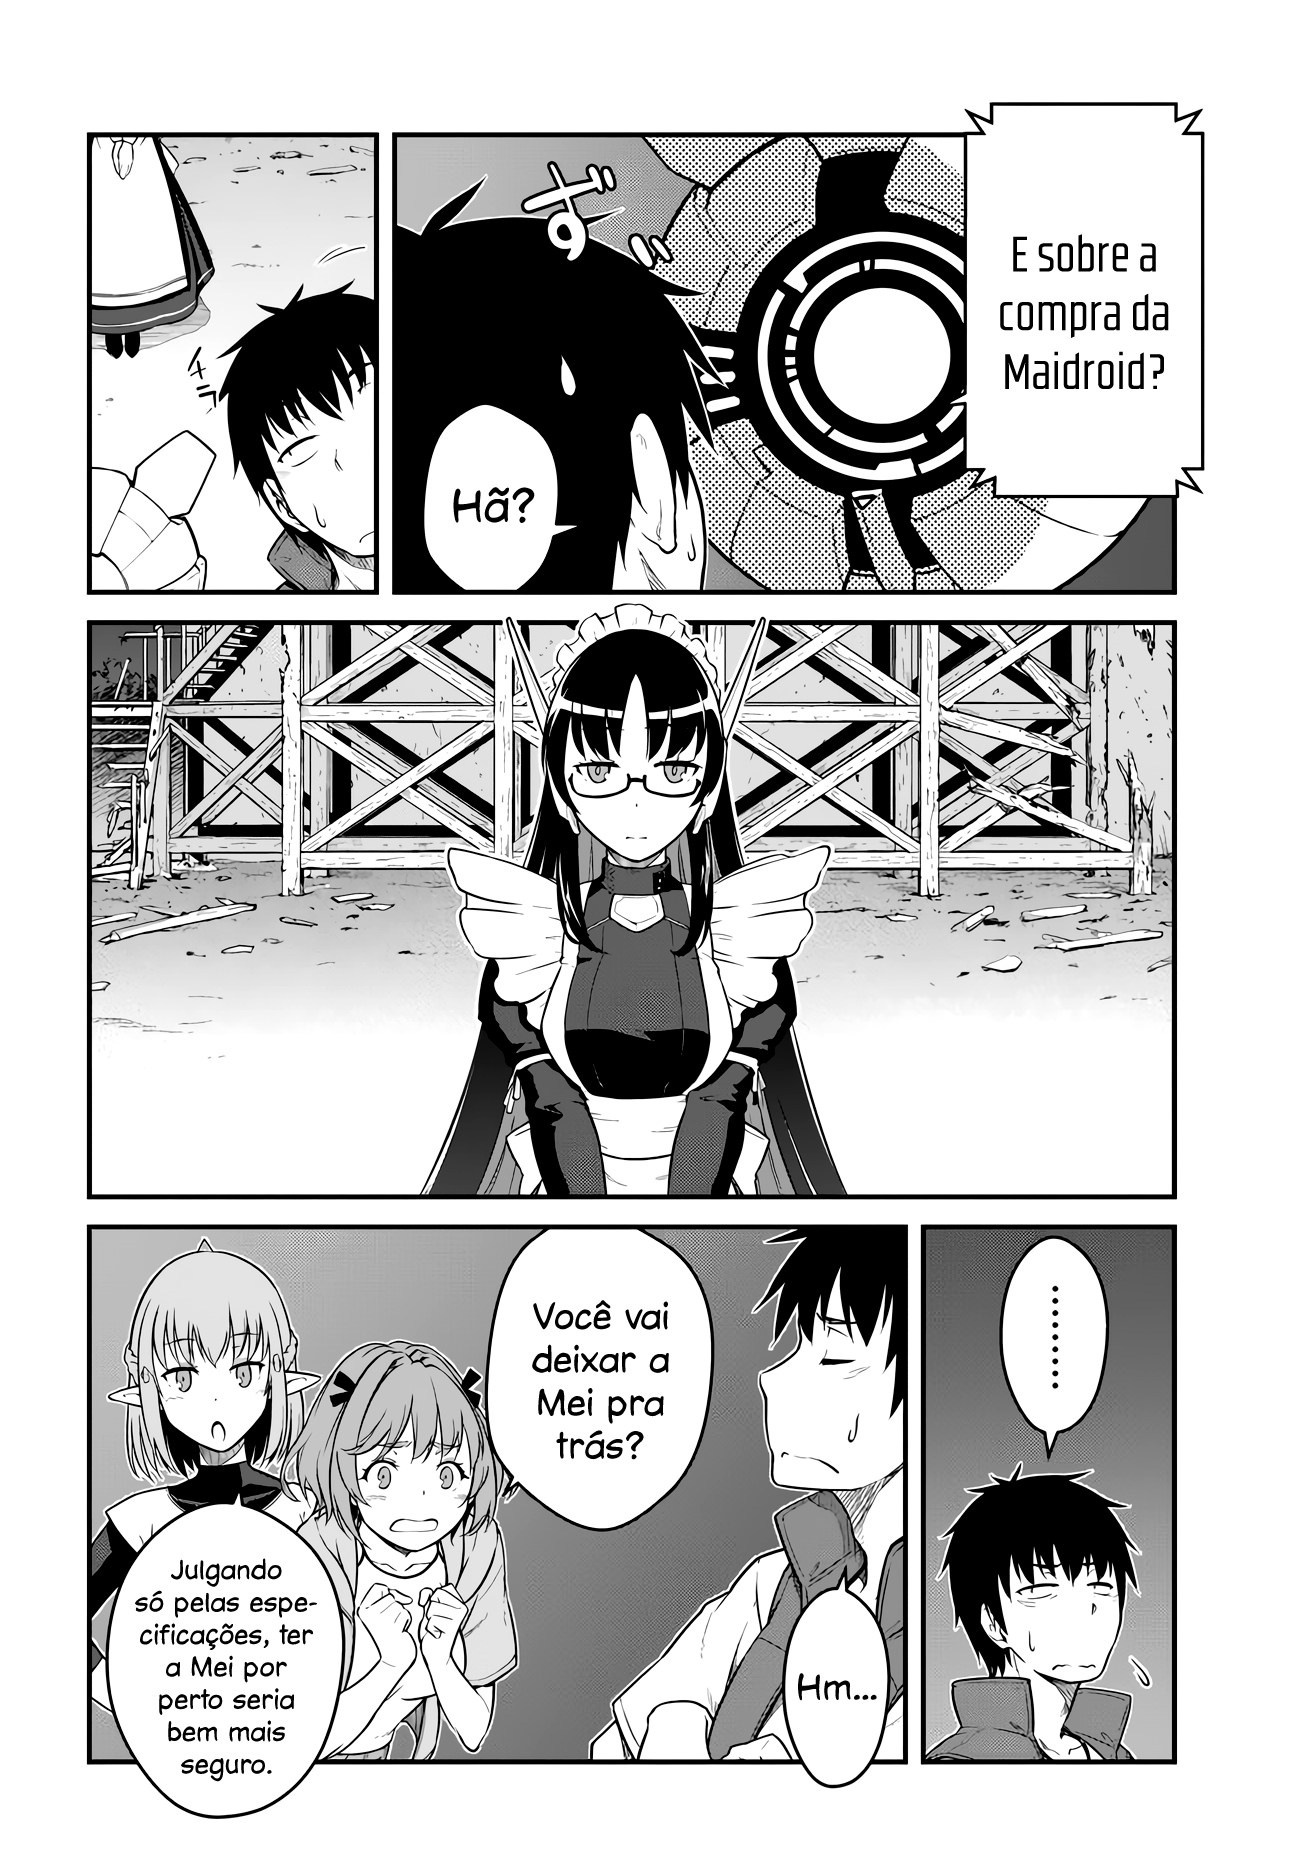 E sobre a
compra da
Maidroid?
Hã?
.........
Você vai
deixar a
Mei pra
trás?
Hm...
Julgando
só pelas espe-
cificações, ter
a Mei por
perto seria
bem mais
seguro.